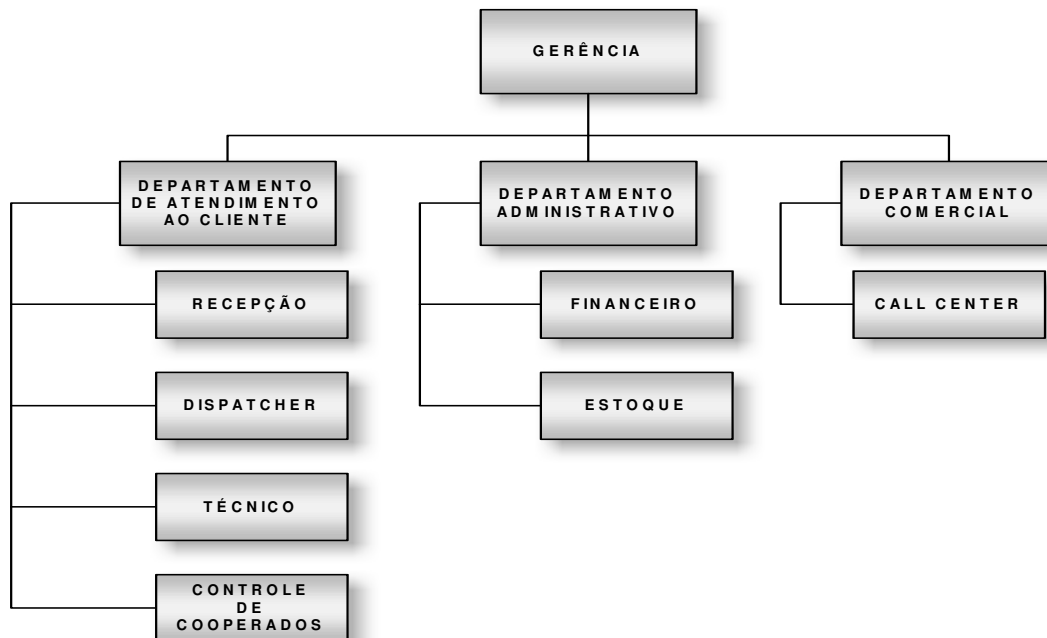 GERÊNCIA
DEPARTAMENTO
DE ATENDIMENTO
AO CLIENTE
DEPARTAMENTO
ADMINISTRATIVO
DEPARTAMENTO
COMERCIAL
RECEPÇÃO
FINANCEIRO
CALL CENTER
DISPATCHER
ESTOQUE
TÉCNICO
CONTROLE
DE
COOPERADOS